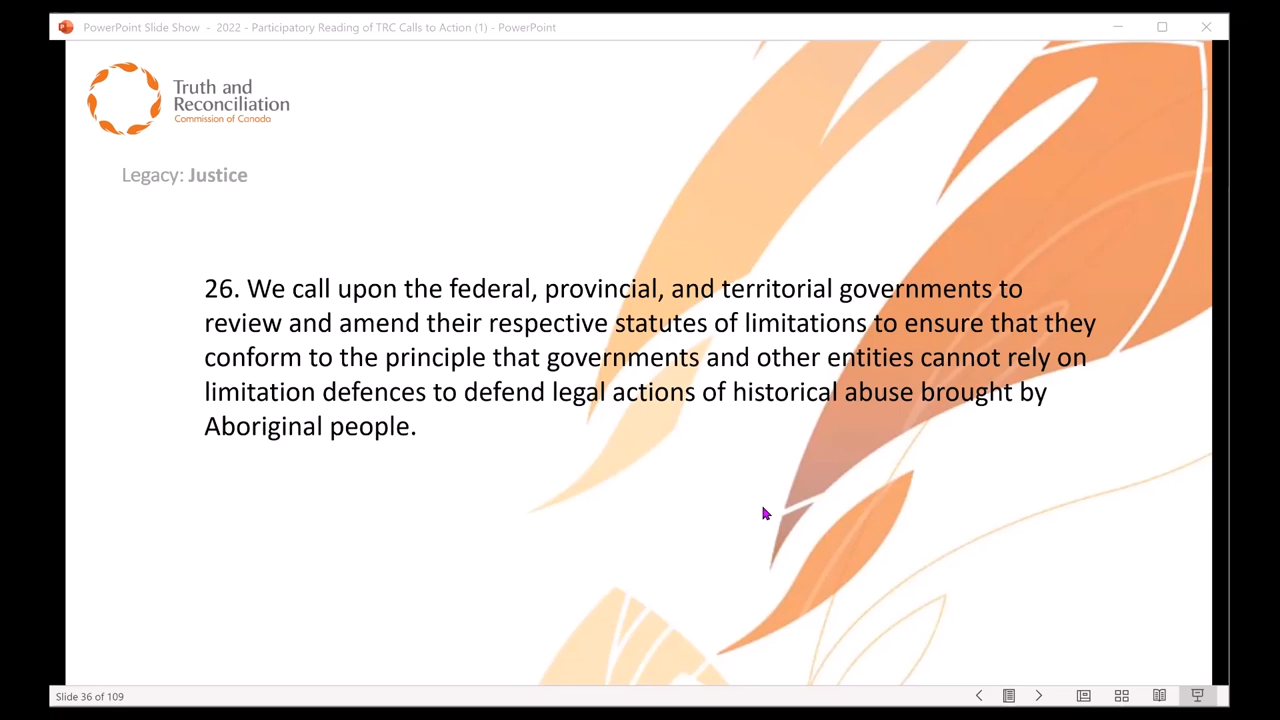 PowerPoint Slide Show - 2022 - Participatory Reading of TRC Calls to Action (1) - PowerPoint
Truth and
Reconciliation
Commission of Canada
Legacy: Justice
26. We call upon the federal, provincial, and territorial governments to
review and amend their respective statutes of limitations to ensure that they
conform to the principle that governments and other entities cannot rely on
limitation defences to defend legal actions of historical abuse brought by
Aboriginal people.
Slide 36 of 109